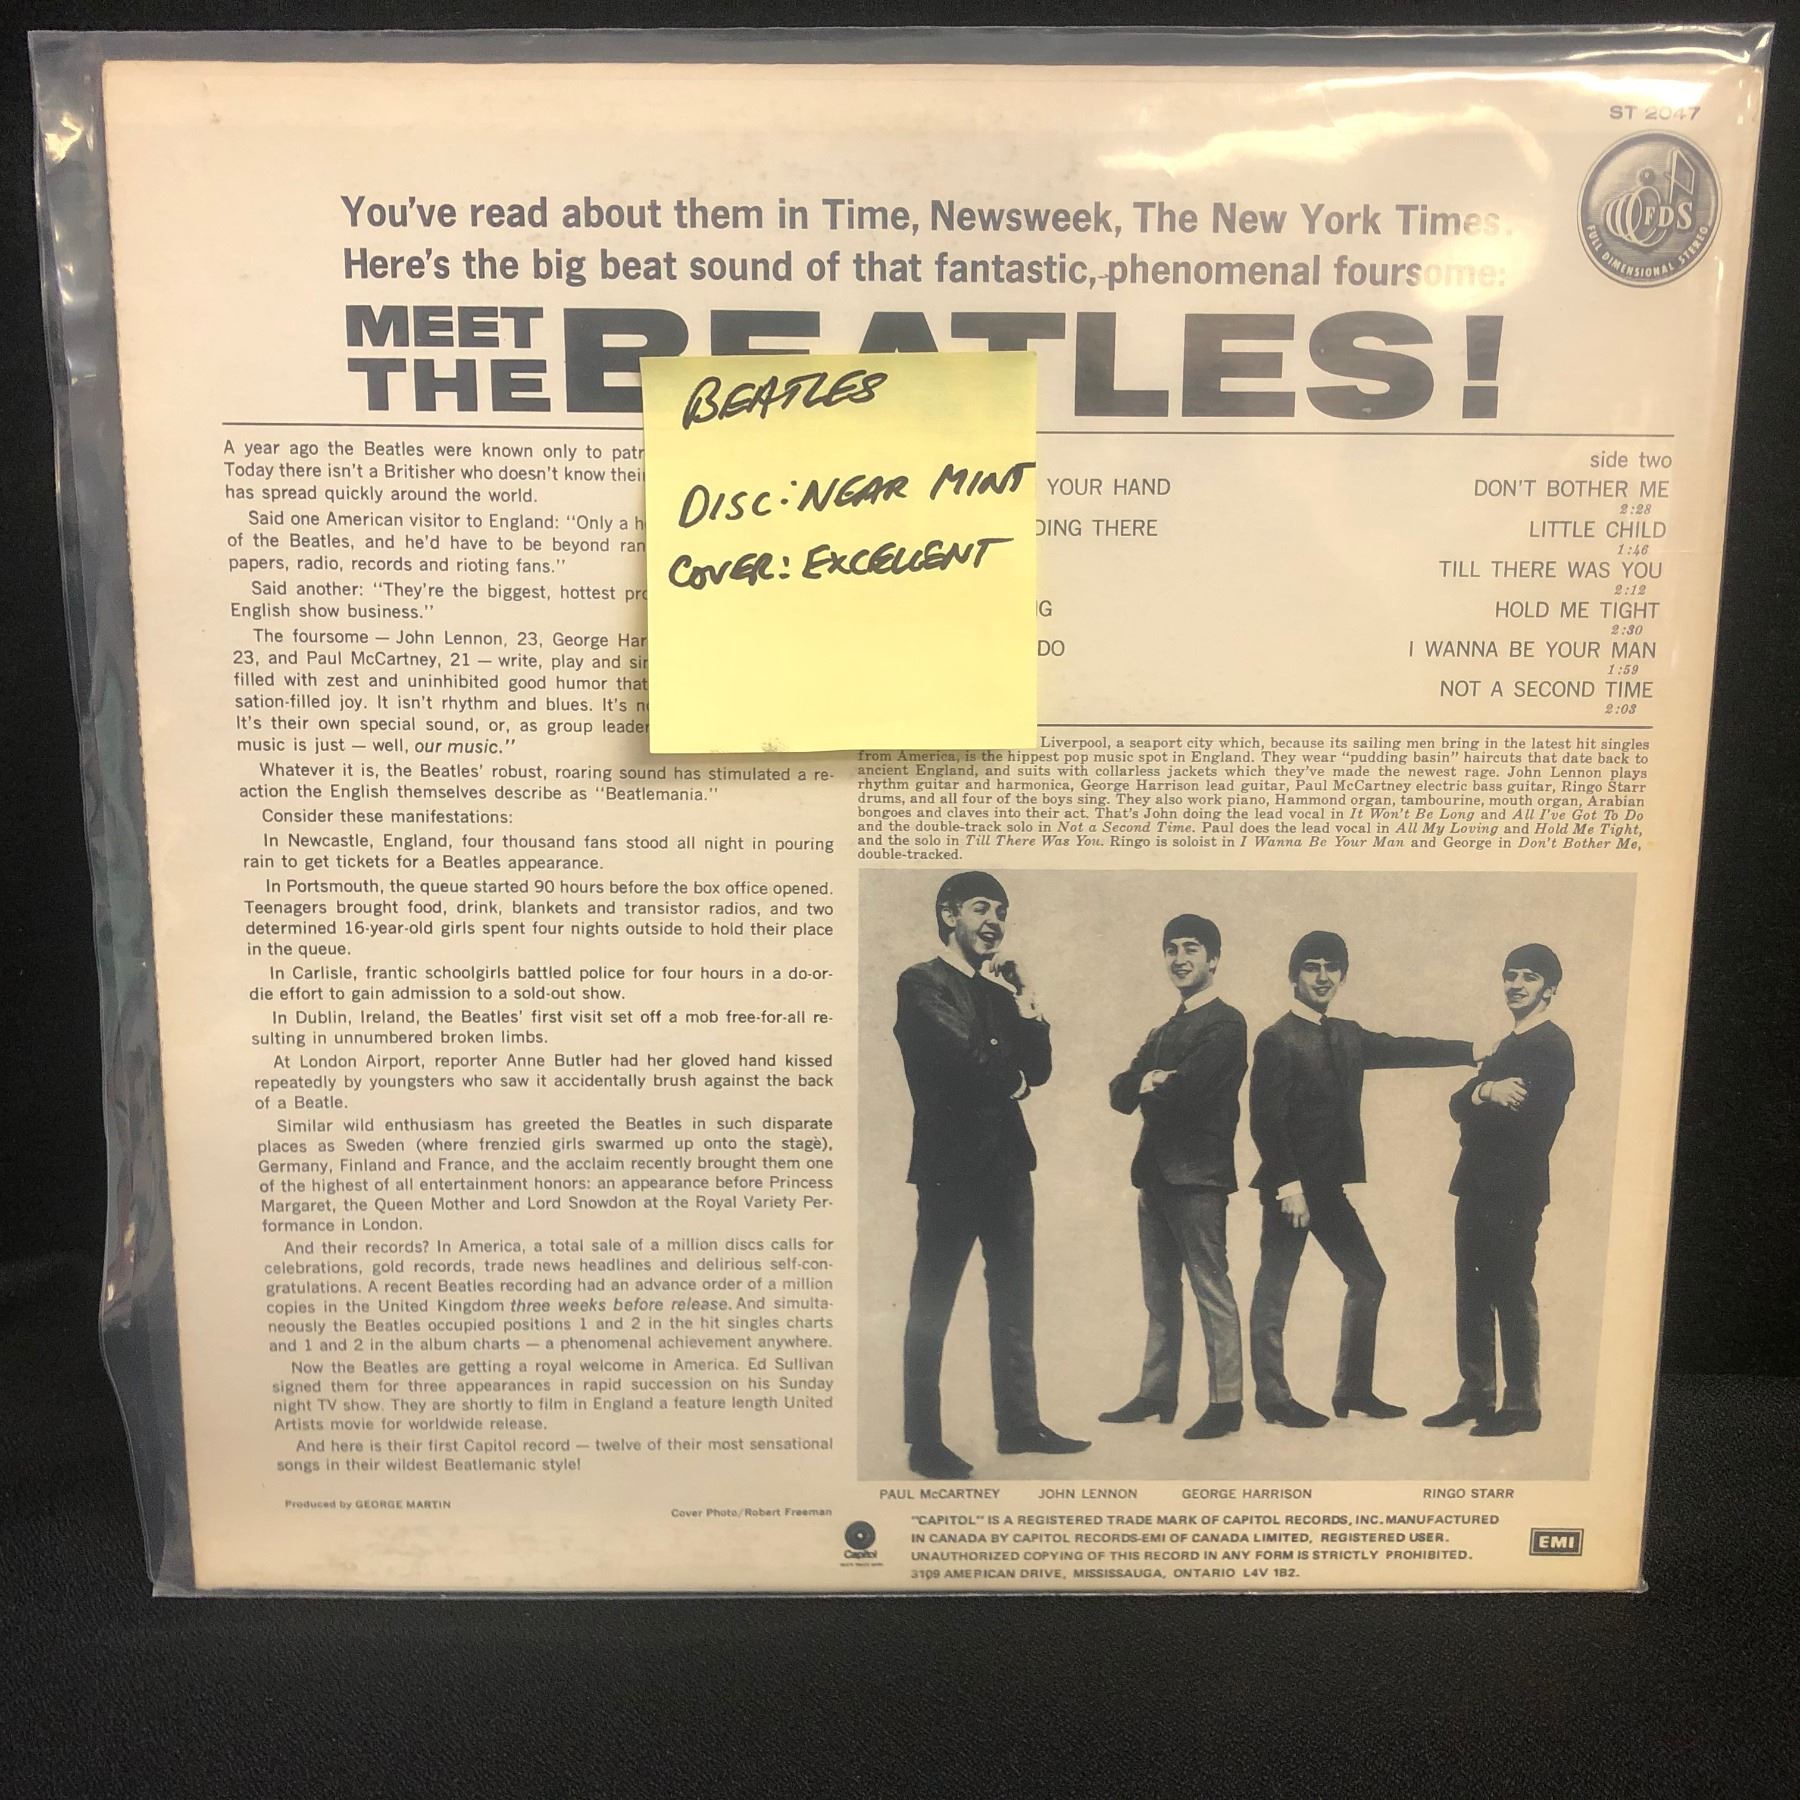 ST 2047
FDS
FULL DIMENSIONAL STEREO
You've read about them in Time, Newsweek, The New York Times.
Here's the big beat sound of that fantastic, phenomenal foursome:
MEET
THE BEATLES!
A year ago the Beatles were known only to patr
Today there isn't a Britisher who doesn't know thei
has spread quickly around the world.
Said one American visitor to England: "Only a h
of the Beatles, and he'd have to be beyond ran
papers, radio, records and rioting fans."
Said another: "They're the biggest, hottest pro
English show business."
The foursome — John Lennon, 23, George Har
23, and Paul McCartney, 21 — write, play and sin
filled with zest and uninhibited good humor that
sation-filled joy. It isn't rhythm and blues. It's n
It's their own special sound, or, as group leader
music is just — well, our music."
Whatever it is, the Beatles' robust, roaring sound has stimulated a re-
action the English themselves describe as "Beatlemania."
Consider these manifestations:
In Newcastle, England, four thousand fans stood all night in pouring
rain to get tickets for a Beatles appearance.
In Portsmouth, the queue started 90 hours before the box office opened.
Teenagers brought food, drink, blankets and transistor radios, and two
determined 16-year-old girls spent four nights outside to hold their place
in the queue.
In Carlisle, frantic schoolgirls battled police for four hours in a do-or-
die effort to gain admission to a sold-out show.
In Dublin, Ireland, the Beatles' first visit set off a mob free-for-all re-
sulting in unnumbered broken limbs.
At London Airport, reporter Anne Butler had her gloved hand kissed
repeatedly by youngsters who saw it accidentally brush against the back
of a Beatle.
Similar wild enthusiasm has greeted the Beatles in such disparate
places as Sweden (where frenzied girls swarmed up onto the stage),
Germany, Finland and France, and the acclaim recently brought them one
of the highest of all entertainment honors: an appearance before Princess
Margaret, the Queen Mother and Lord Snowdon at the Royal Variety Per-
formance in London.
And their records? In America, a total sale of a million discs calls for
celebrations, gold records, trade news headlines and delirious self-con-
gratulations. A recent Beatles recording had an advance order of a million
copies in the United Kingdom three weeks before release. And simulta-
neously the Beatles occupied positions 1 and 2 in the hit singles charts
and 1 and 2 in the album charts — a phenomenal achievement anywhere.
Now the Beatles are getting a royal welcome in America. Ed Sullivan
signed them for three appearances in rapid succession on his Sunday
night TV show. They are shortly to film in England a feature length United
Artists movie for worldwide release.
And here is their first Capitol record — twelve of their most sensational
songs in their wildest Beatlemanic style!
Produced by GEORGE MARTIN
Cover Photo/Robert Freeman
BEATLES
DISC: NEAR MINT
COVER: EXCELLENT
YOUR HAND
DING THERE
G
DO
side two
DON'T BOTHER ME
2:28
LITTLE CHILD
1:46
TILL THERE WAS YOU
2:12
HOLD ME TIGHT
2:30
I WANNA BE YOUR MAN
1:59
NOT A SECOND TIME
2:03
Liverpool, a seaport city which, because its sailing men bring in the latest hit singles
from America, is the hippest pop music spot in England. They wear "pudding basin" haircuts that date back to
ancient England, and suits with collarless jackets which they've made the newest rage. John Lennon plays
rhythm guitar and harmonica, George Harrison lead guitar, Paul McCartney electric bass guitar, Ringo Starr
drums, and all four of the boys sing. They also work piano, Hammond organ, tambourine, mouth organ, Arabian
bongoes and claves into their act. That's John doing the lead vocal in It Won't Be Long and All I've Got To Do
and the double-track solo in Not a Second Time. Paul does the lead vocal in All My Loving and Hold Me Tight,
and the solo in Till There Was You. Ringo is soloist in I Wanna Be Your Man and George in Don't Bother Me,
double-tracked.
PAUL McCARTNEY JOHN LENNON GEORGE HARRISON RINGO STARR
Capitol
"CAPITOL" IS A REGISTERED TRADE MARK OF CAPITOL RECORDS, INC. MANUFACTURED
IN CANADA BY CAPITOL RECORDS-EMI OF CANADA LIMITED, REGISTERED USER.
UNAUTHORIZED COPYING OF THIS RECORD IN ANY FORM IS STRICTLY PROHIBITED.
3109 AMERICAN DRIVE, MISSISSAUGA, ONTARIO L4V 1B2.
EMI